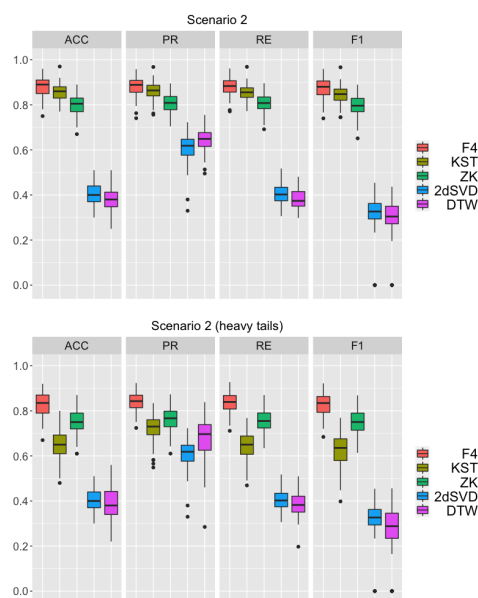 Scenario 2
ACC PR RE F1
1.0
0.8
0.6
0.4
0.2
0.0
F4
KST
ZK
2dSVD
DTW
Scenario 2 (heavy tails)
ACC PR RE F1
1.0
0.8
0.6
0.4
0.2
0.0
F4
KST
ZK
2dSVD
DTW